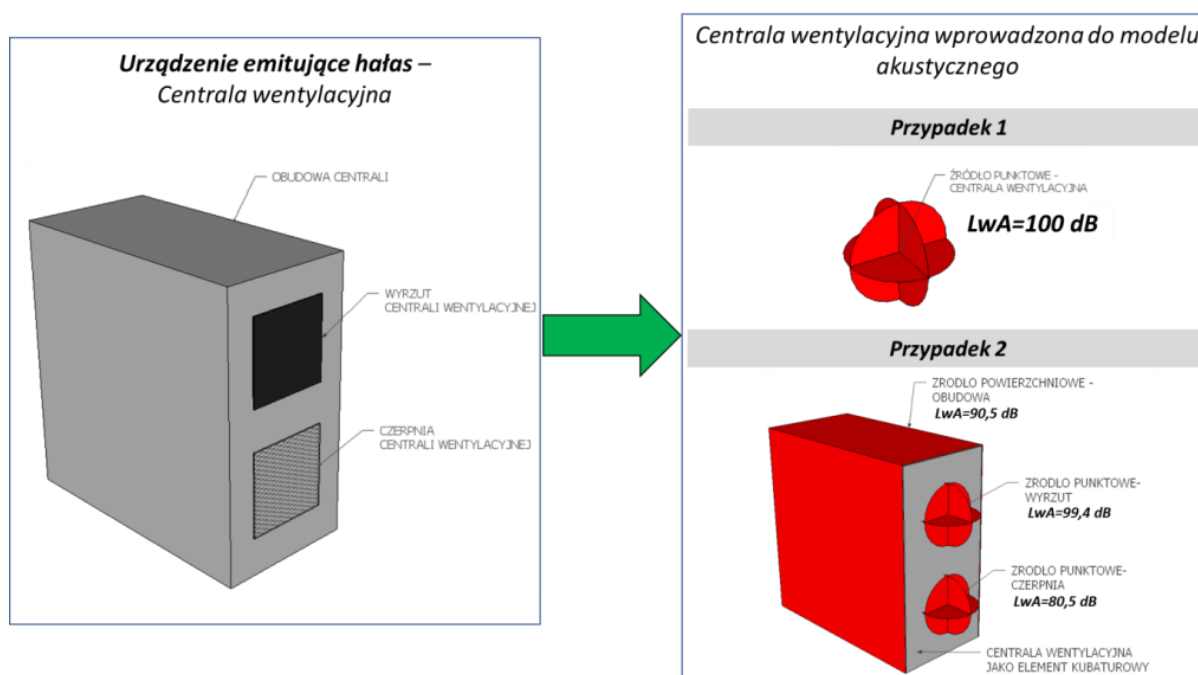 Urządzenie emitujące hałas –
Centrala wentylacyjna
OBUDOWA CENTRALI
WYRZUT
CENTRALI WENTYLACYJNEJ
CZERPNIA
CENTRALI WENTYLACYJNEJ
Centrala wentylacyjna wprowadzona do modelu
akustycznego
Przypadek 1
ŹRÓDŁO PUNKTOWE -
CENTRALA WENTYLACYJNA
LwA=100 dB
Przypadek 2
ZRODŁO POWIERZCHNIOWE -
OBUDOWA
LwA=90,5 dB
ZRODŁO PUNKTOWE-
WYRZUT
LwA=99,4 dB
ZRODŁO PUNKTOWE-
CZERPNIA
LwA=80,5 dB
CENTRALA WENTYLACYJNA
JAKO ELEMENT KUBATUROWY